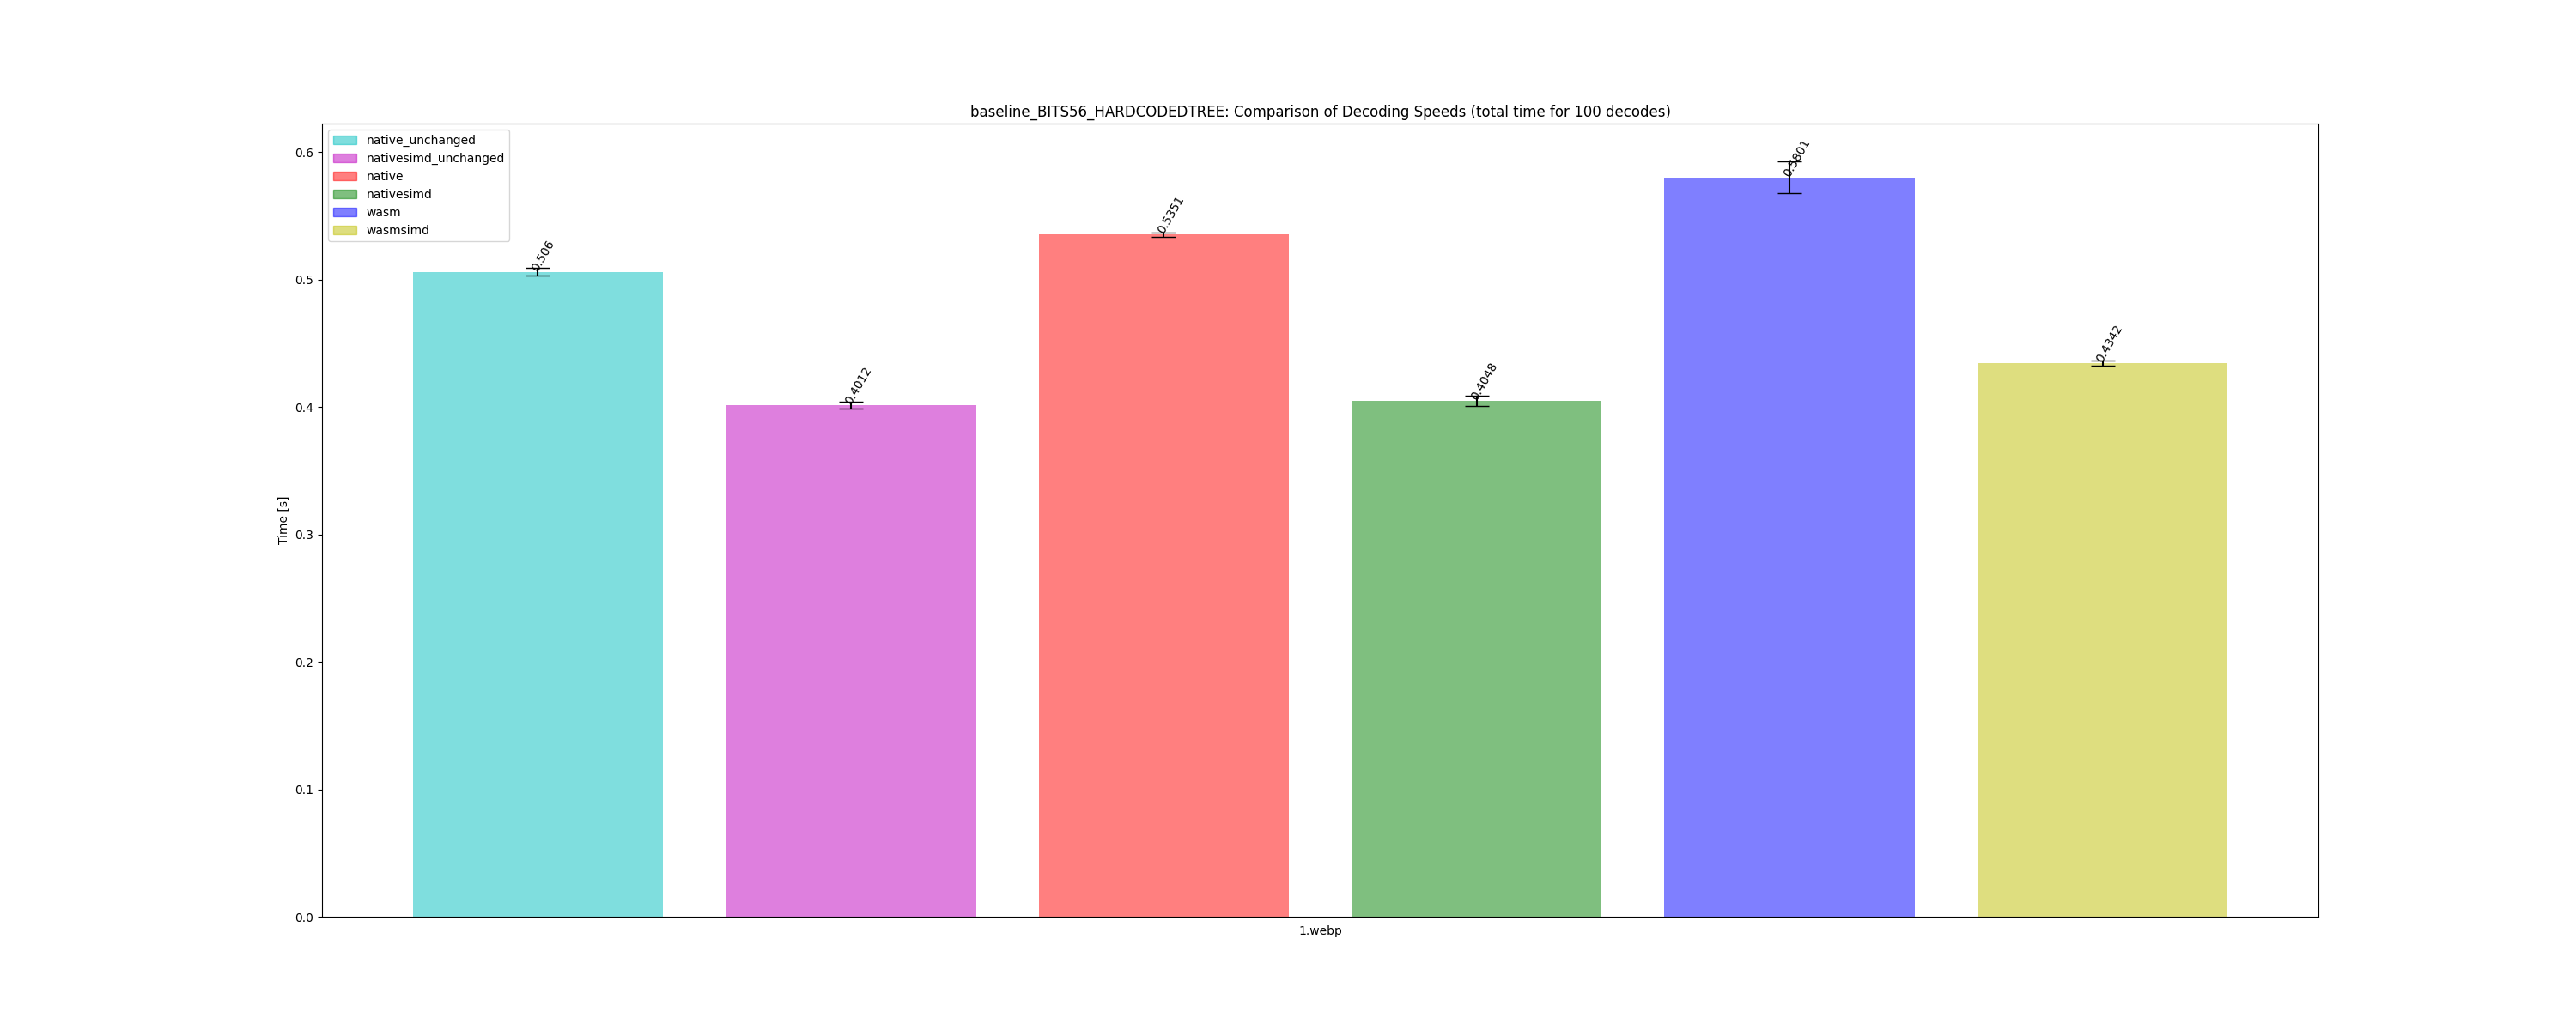 baseline_BITS56_HARDCODEDTREE: Comparison of Decoding Speeds (total time for 100 decodes)
native_unchanged
nativesimd_unchanged
native
nativesimd
wasm
wasmsimd
0.6
0.5
0.4
0.3
0.2
0.1
0.0
Time [s]
0.506
0.4012
0.5351
0.4048
0.5801
0.4342
1.webp